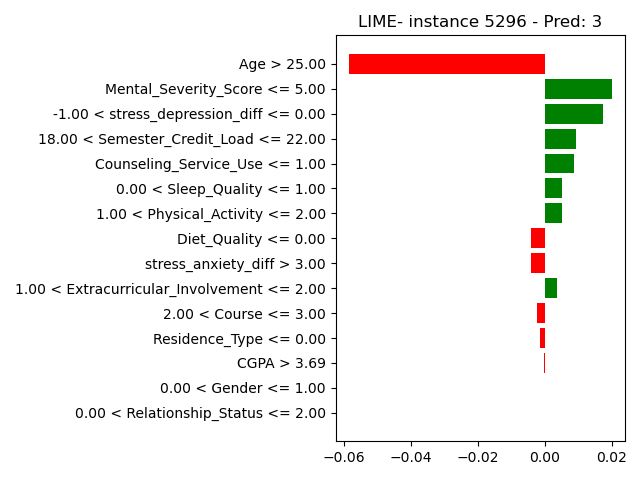 LIME- instance 5296 - Pred: 3
Age > 25.00
Mental_Severity_Score <= 5.00
-1.00 < stress_depression_diff <= 0.00
18.00 < Semester_Credit_Load <= 22.00
Counseling_Service_Use <= 1.00
0.00 < Sleep_Quality <= 1.00
1.00 < Physical_Activity <= 2.00
Diet_Quality <= 0.00
stress_anxiety_diff > 3.00
1.00 < Extracurricular_Involvement <= 2.00
2.00 < Course <= 3.00
Residence_Type <= 0.00
CGPA > 3.69
0.00 < Gender <= 1.00
0.00 < Relationship_Status <= 2.00
−0.06 −0.04 −0.02 0.00 0.02